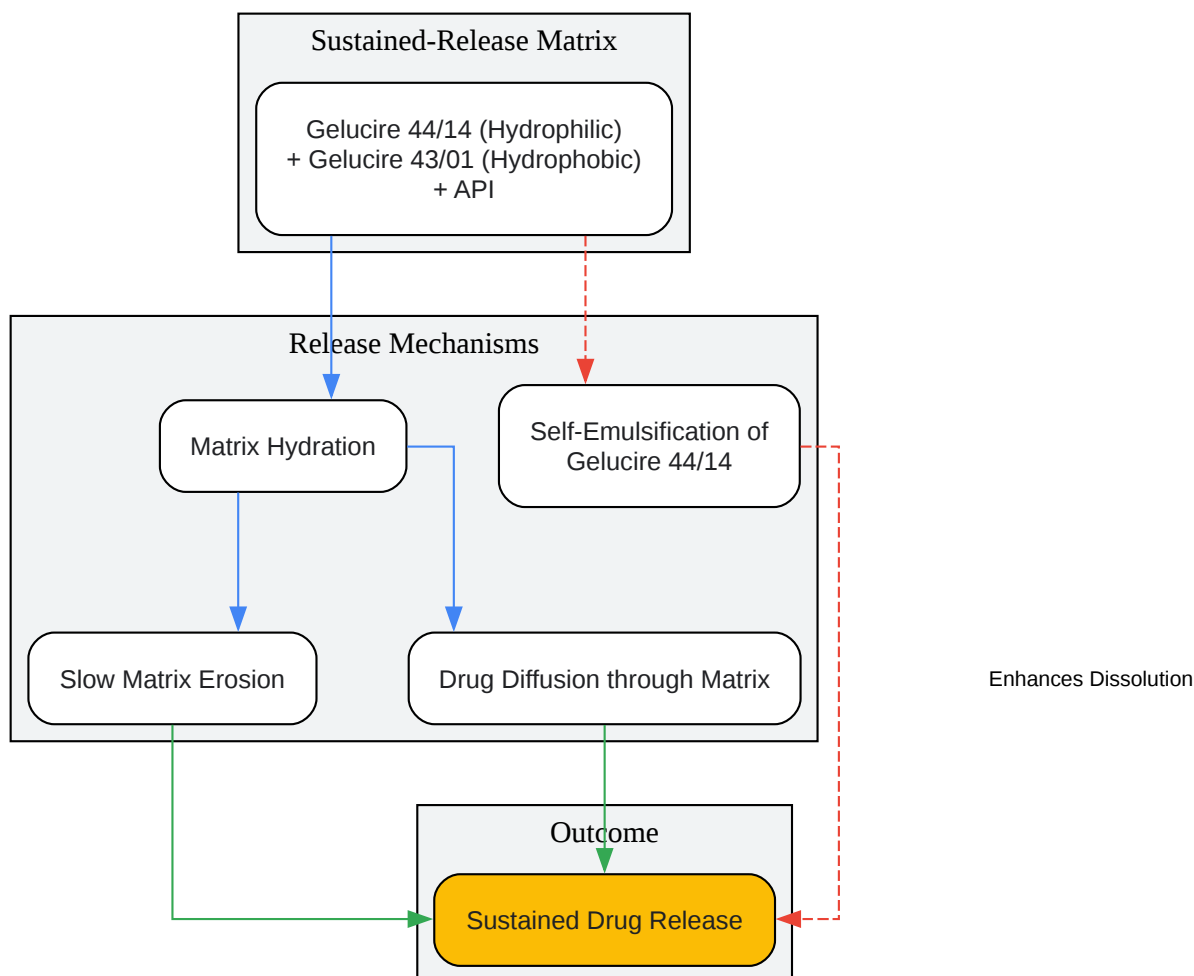 Sustained-Release Matrix
Gelucire 44/14 (Hydrophilic)
+ Gelucire 43/01 (Hydrophobic)
+ API
Release Mechanisms
Matrix Hydration
Self-Emulsification of
Gelucire 44/14
Slow Matrix Erosion
Drug Diffusion through Matrix
Enhances Dissolution
Outcome
Sustained Drug Release